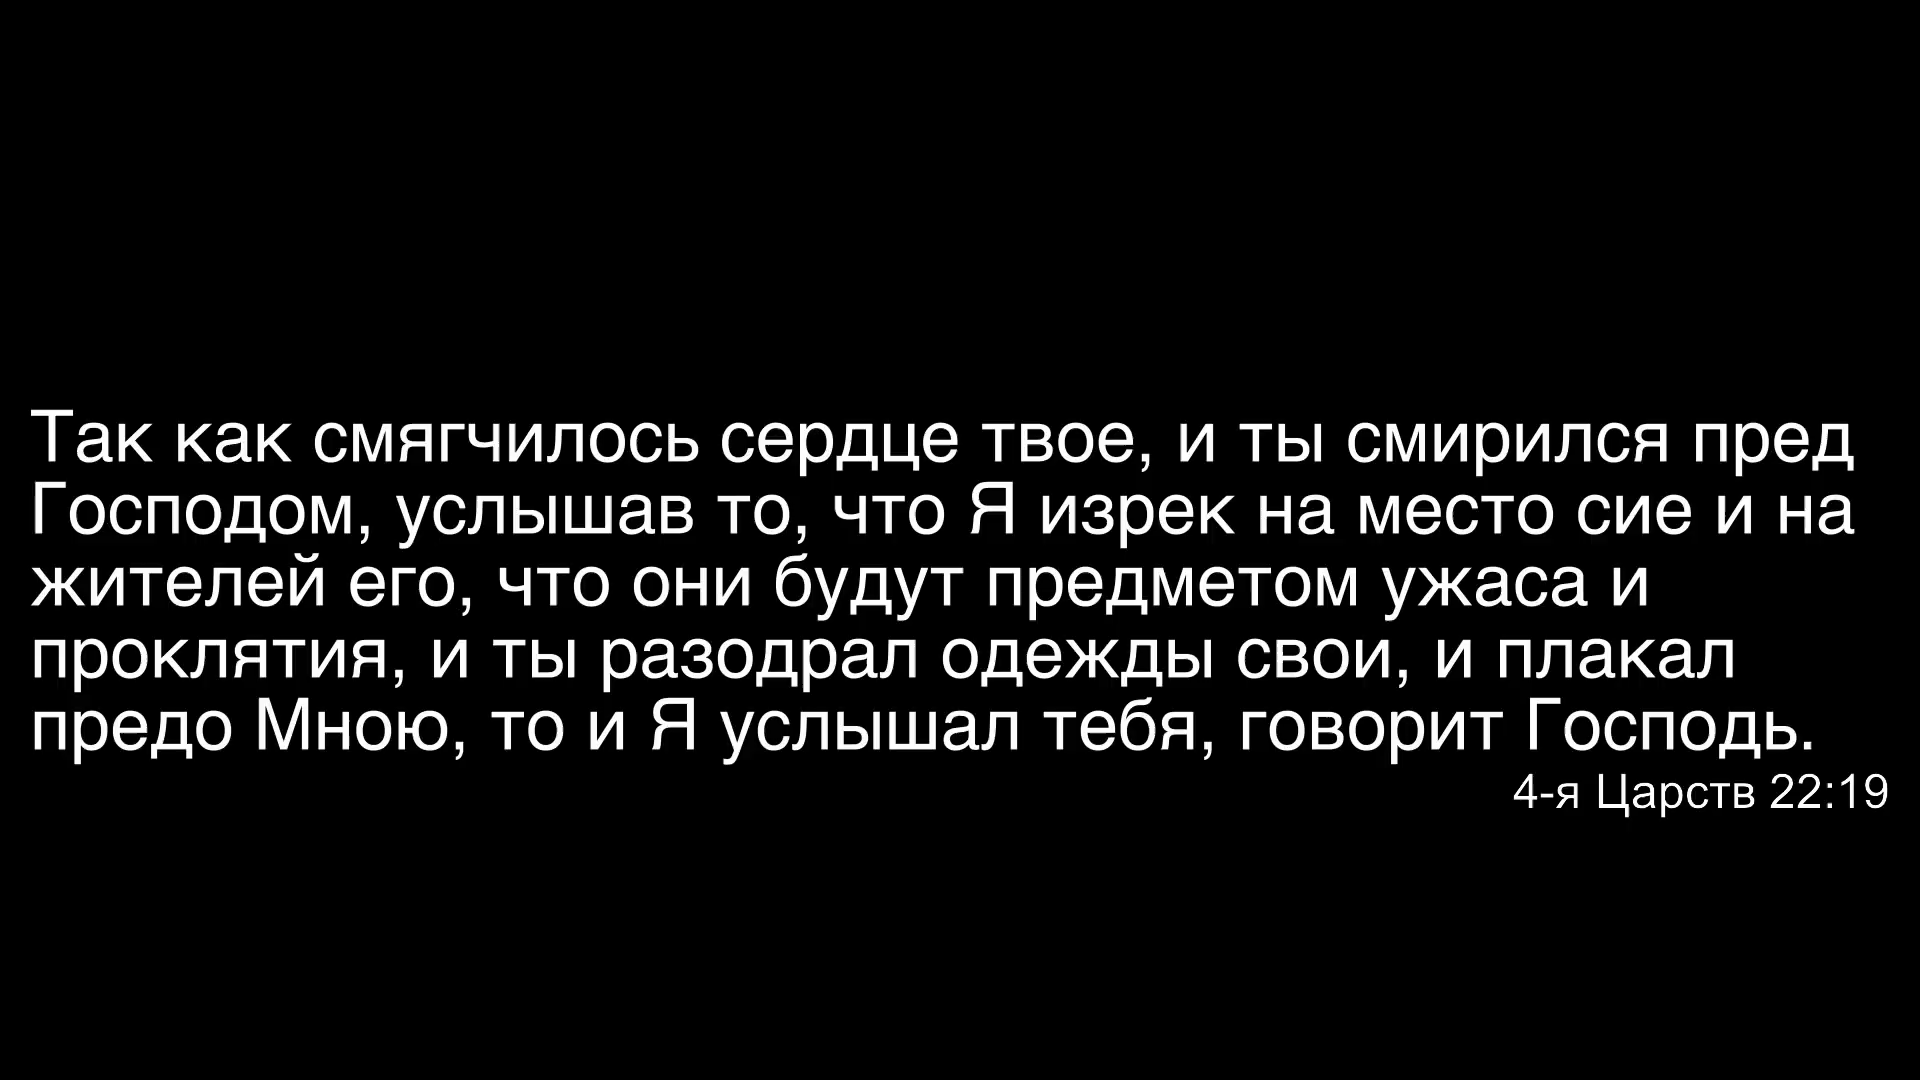 Так как смягчилось сердце твое, и ты смирился пред
Господом, услышав то, что Я изрек на место сие и на
жителей его, что они будут предметом ужаса и
проклятия, и ты разодрал одежды свои, и плакал
предо Мною, то и Я услышал тебя, говорит Господь.
4-я Царств 22:19